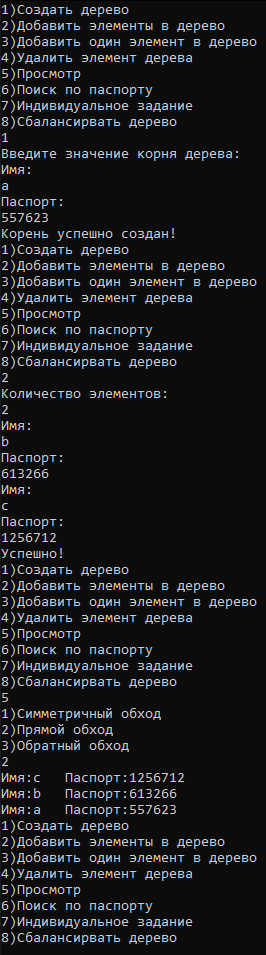 1)Создать дерево
2)Добавить элементы в дерево
3)Добавить один элемент в дерево
4)Удалить элемент дерева
5)Просмотр
6)Поиск по паспорту
7)Индивидуальное задание
8)Сбалансирвать дерево
1
Введите значение корня дерева:
Имя:
a
Паспорт:
557623
Корень успешно создан!
1)Создать дерево
2)Добавить элементы в дерево
3)Добавить один элемент в дерево
4)Удалить элемент дерева
5)Просмотр
6)Поиск по паспорту
7)Индивидуальное задание
8)Сбалансирвать дерево
2
Количество элементов:
2
Имя:
b
Паспорт:
613266
Имя:
c
Паспорт:
1256712
Успешно!
1)Создать дерево
2)Добавить элементы в дерево
3)Добавить один элемент в дерево
4)Удалить элемент дерева
5)Просмотр
6)Поиск по паспорту
7)Индивидуальное задание
8)Сбалансирвать дерево
5
1)Симметричный обход
2)Прямой обход
3)Обратный обход
2
Имя:c   Паспорт:1256712
Имя:b   Паспорт:613266
Имя:a   Паспорт:557623
1)Создать дерево
2)Добавить элементы в дерево
3)Добавить один элемент в дерево
4)Удалить элемент дерева
5)Просмотр
6)Поиск по паспорту
7)Индивидуальное задание
8)Сбалансирвать дерево